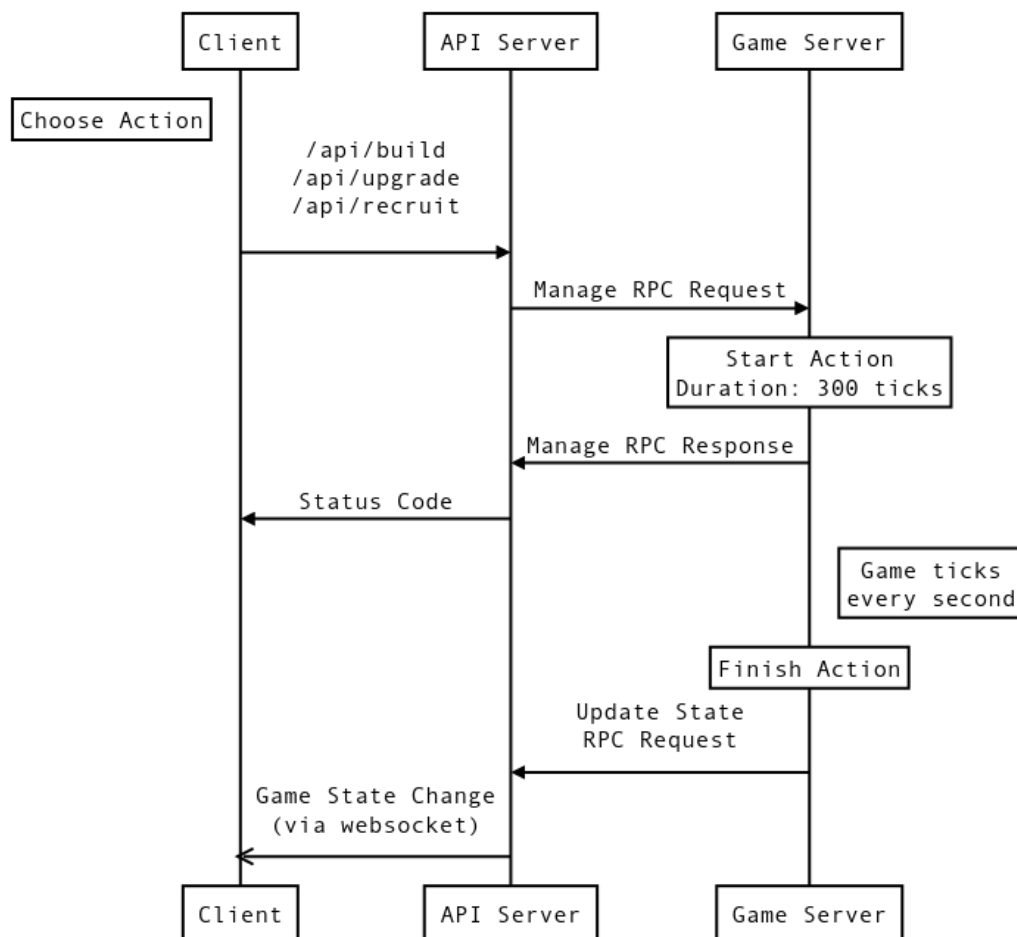 Client
API Server
Game Server
Choose Action
/api/build
/api/upgrade
/api/recruit
Manage RPC Request
Start Action
Duration: 300 ticks
Manage RPC Response
Status Code
Game ticks
every second
Finish Action
Update State
RPC Request
Game State Change
(via websocket)
Client
API Server
Game Server